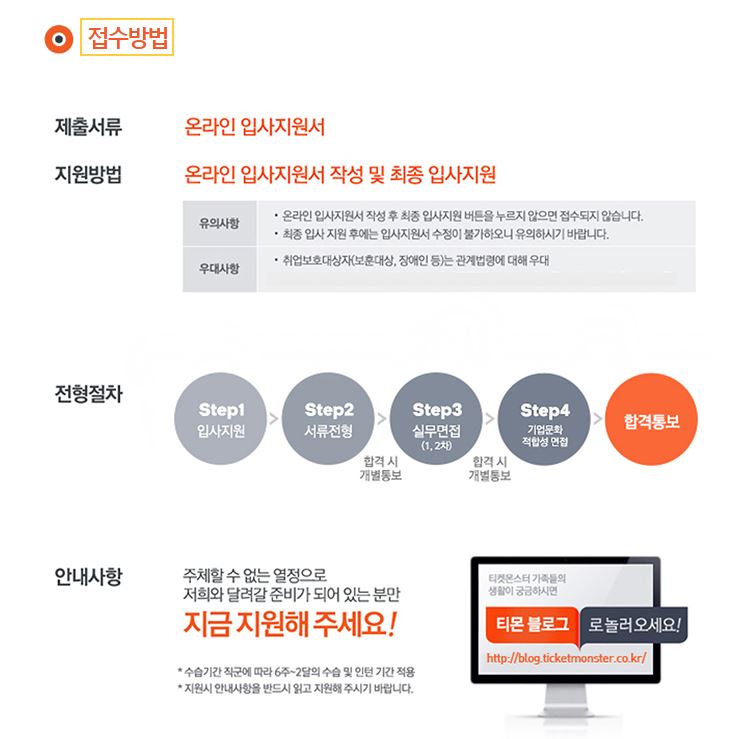 접수방법
제출서류
온라인 입사지원서
지원방법
온라인 입사지원서 작성 및 최종 입사지원
유의사항
• 온라인 입사지원서 작성 후 최종 입사지원 버튼을 누르지 않으면 접수되지 않습니다.
• 최종 입사 지원 후에는 입사지원서 수정이 불가하오니 유의하시기 바랍니다.
우대사항
• 취업보호대상자(보훈대상, 장애인 등)는 관계법령에 대해 우대
전형절차
Step1
입사지원
>
Step2
서류전형
>
합격 시
개별통보
Step3
실무면접
(1, 2차)
>
합격 시
개별통보
Step4
기업문화
적합성 면접
>
합격통보
안내사항
주체할 수 없는 열정으로
저희와 달려갈 준비가 되어 있는 분만
지금 지원해 주세요!
* 수습기간 직군에 따라 6주~2달의 수습 및 인턴 기간 적용
* 지원시 안내사항을 반드시 읽고 지원해 주시기 바랍니다.
티켓몬스터 가족들의
생활이 궁금하시면
티몬 블로그 로 놀러 오세요!
http://blog.ticketmonster.co.kr/